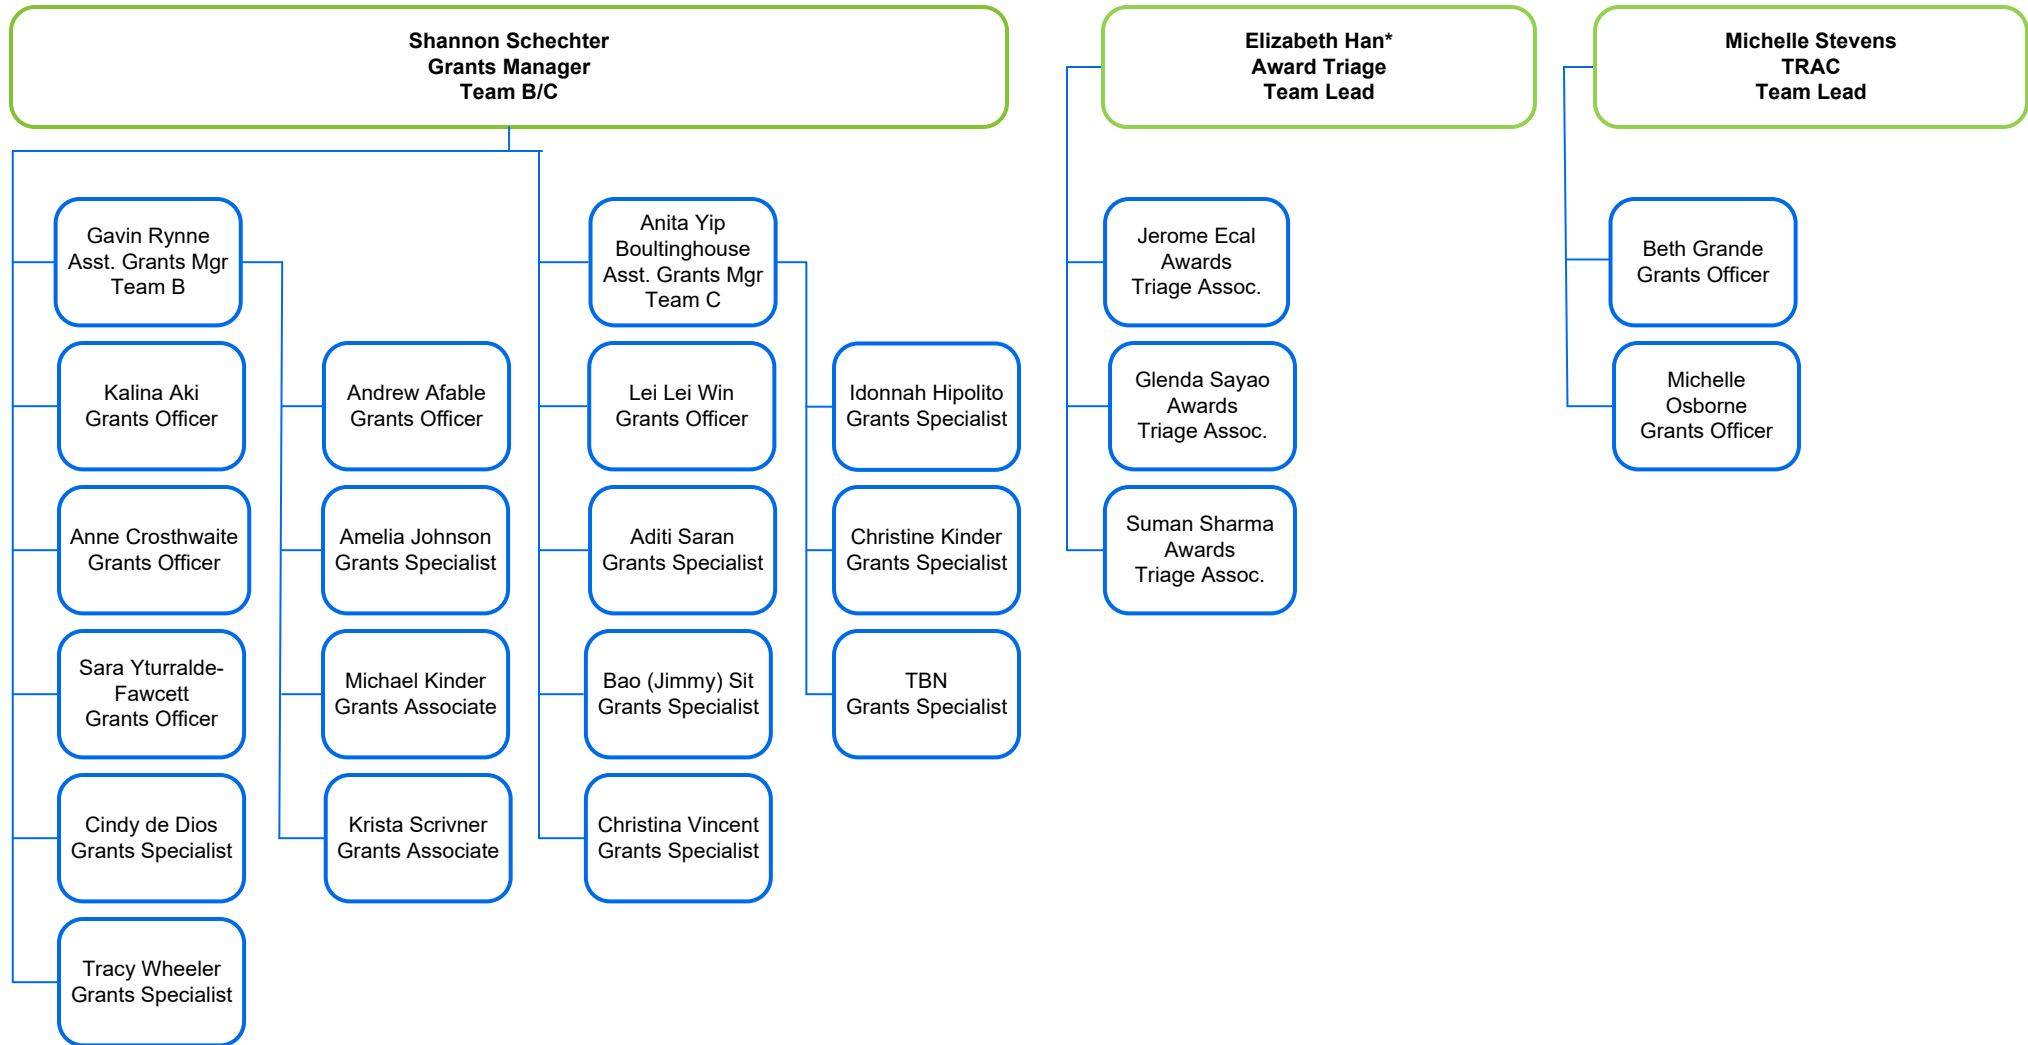 Shannon Schechter
Grants Manager
Team B/C
Elizabeth Han*
Award Triage
Team Lead
Michelle Stevens
TRAC
Team Lead
Gavin Rynne
Asst. Grants Mgr
Team B
Kalina Aki
Grants Officer
Anne Crosthwaite
Grants Officer
Sara Yturralde-
Fawcett
Grants Officer
Cindy de Dios
Grants Specialist
Tracy Wheeler
Grants Specialist
Andrew Afable
Grants Officer
Amelia Johnson
Grants Specialist
Michael Kinder
Grants Associate
Krista Scrivner
Grants Associate
Anita Yip
Boultinghouse
Asst. Grants Mgr
Team C
Lei Lei Win
Grants Officer
Aditi Saran
Grants Specialist
Bao (Jimmy) Sit
Grants Specialist
Christina Vincent
Grants Specialist
Idonnah Hipolito
Grants Specialist
Christine Kinder
Grants Specialist
TBN
Grants Specialist
Jerome Ecal
Awards
Triage Assoc.
Glenda Sayao
Awards
Triage Assoc.
Suman Sharma
Awards
Triage Assoc.
Beth Grande
Grants Officer
Michelle
Osborne
Grants Officer